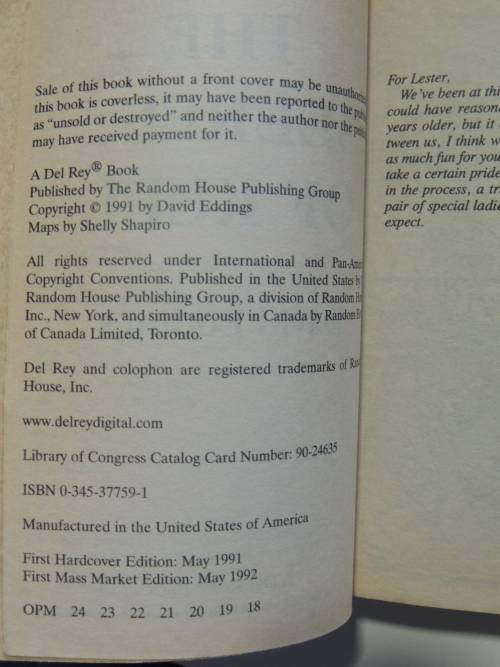 Sale of this book without a front cover may be
this book is coverless, it may have been reported to the
as "unsold or destroyed" and neither the author nor the
may have received payment for it.
A Del Rey® Book
Published by The Random House Publishing Group
Copyright © 1991 by David Eddings
Maps by Shelly Shapiro
All rights reserved under International and
Copyright Conventions. Published in the United States by
Random House Publishing Group, a division of Random
Inc., New York, and simultaneously in Canada by Random
of Canada Limited, Toronto.
Del Rey and colophon are registered trademarks of
House, Inc.
www.delreydigital.com
Library of Congress Catalog Card Number: 90-24635
ISBN 0-345-37759-1
Manufactured in the United States of America
First Hardcover Edition: May 1991
First Mass Market Edition: May 1992
OPM 24 23 22 21 20 19 18
For Lester,
We've been at
could have
years older, but it
tween us, I think
as much fun for
take a certain pride
in the process, a
pair of special
expect.